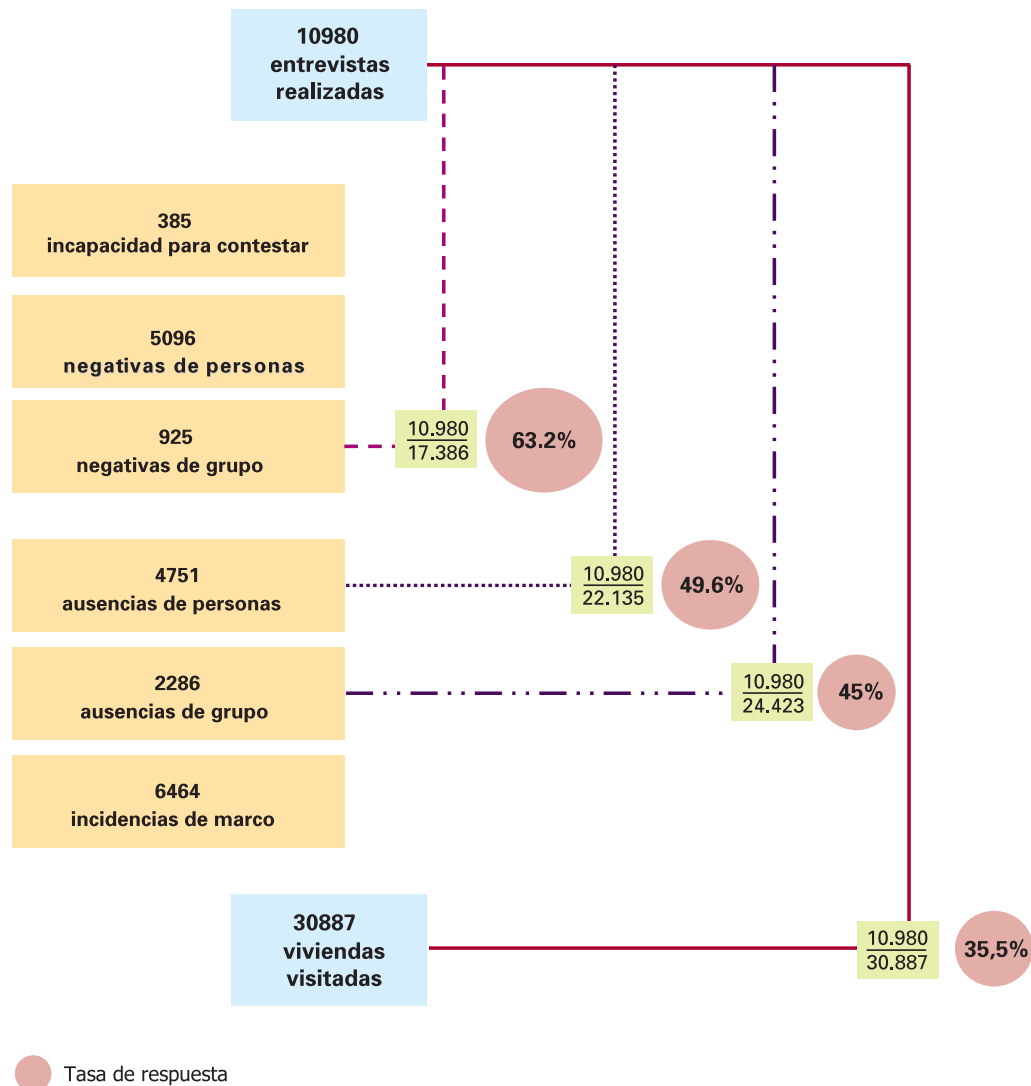 10980
entrevistas
realizadas
385
incapacidad para contestar
5096
negativas de personas
925
negativas de grupo
10.980
17.386
63.2%
4751
ausencias de personas
10.980
22.135
49.6%
2286
ausencias de grupo
10.980
24.423
45%
6464
incidencias de marco
30887
viviendas
visitadas
10.980
30.887
35,5%
Tasa de respuesta